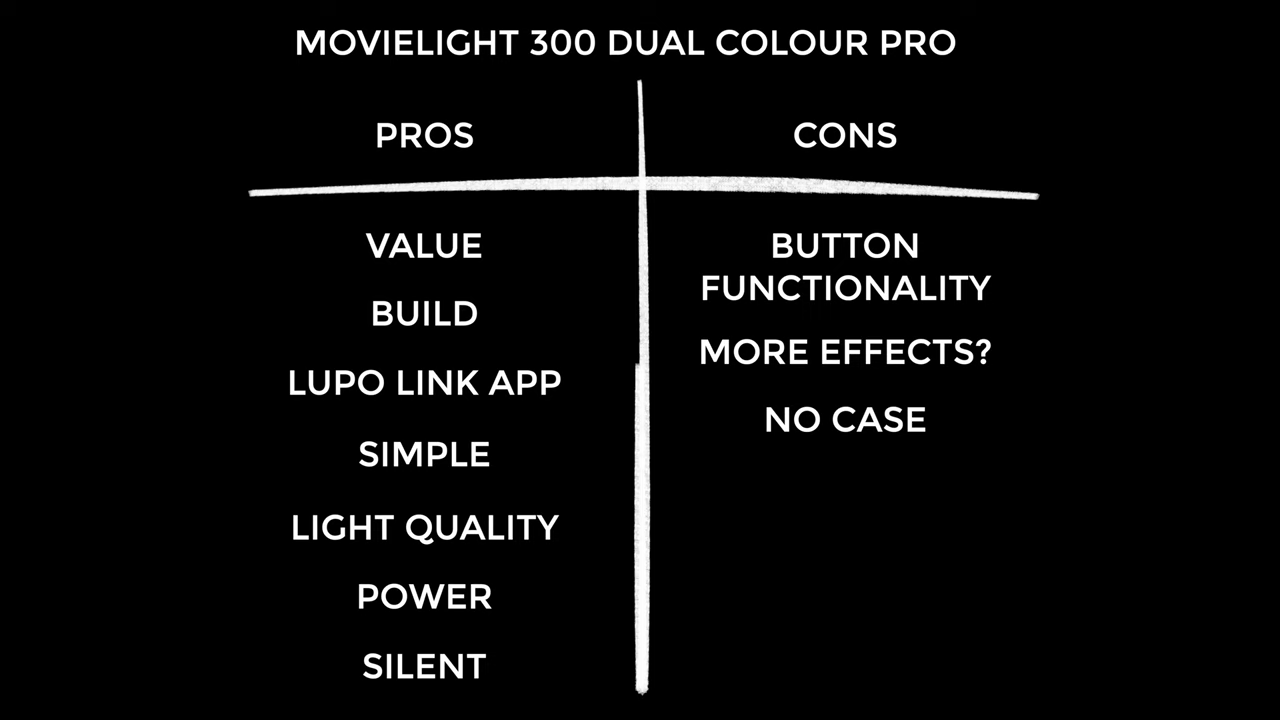 MOVIELIGHT 300 DUAL COLOUR PRO
PROS
CONS
VALUE
BUILD
LUPO LINK APP
SIMPLE
LIGHT QUALITY
POWER
SILENT
BUTTON
FUNCTIONALITY
MORE EFFECTS?
NO CASE